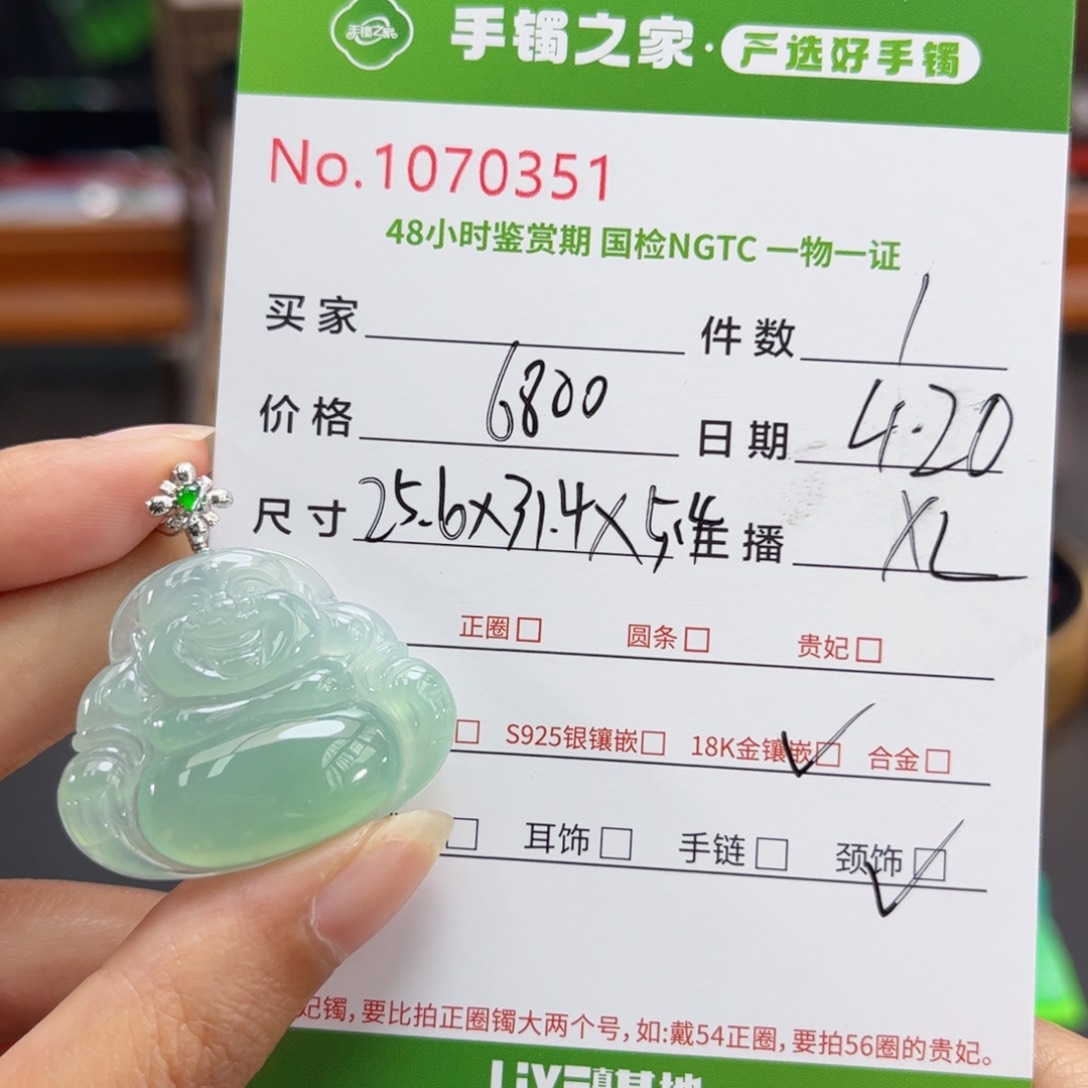 手镯之家
手镯之家·严选好手镯
No.1070351
48小时鉴赏期 国检NGTC 一物一证
买家 件数 1
价格 6800 日期 4.20
尺寸 25.6×31.4×5.4 主播 XL
正圈□ 圆条□ 贵妃□
□ S925银镶嵌□ 18K金镶嵌□✓ 合金□
□ 耳饰□ 手链□ 颈饰□✓
妃镯,要比拍正圈镯大两个号,如:戴54正圈,要拍56圈的贵妃。